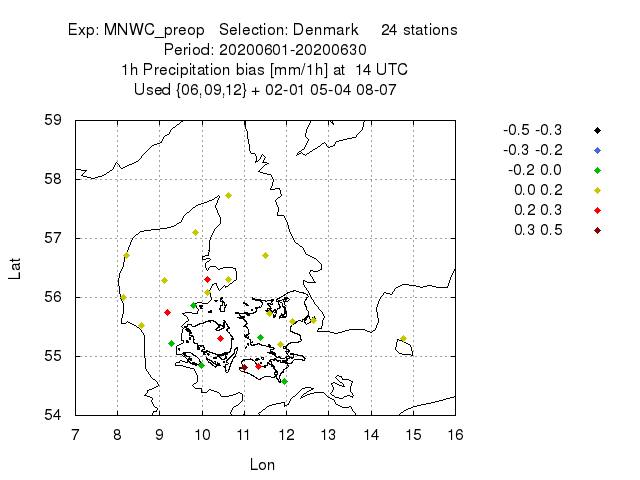 Exp: MNWC_preop   Selection: Denmark     24 stations
Period: 20200601-20200630
1h Precipitation bias [mm/1h] at  14 UTC
Used {06,09,12} + 02-01 05-04 08-07
-0.5 -0.3
-0.3 -0.2
-0.2 0.0
0.0 0.2
0.2 0.3
0.3 0.5
59
58
57
56
55
54
Lat
7 8 9 10 11 12 13 14 15 16
Lon